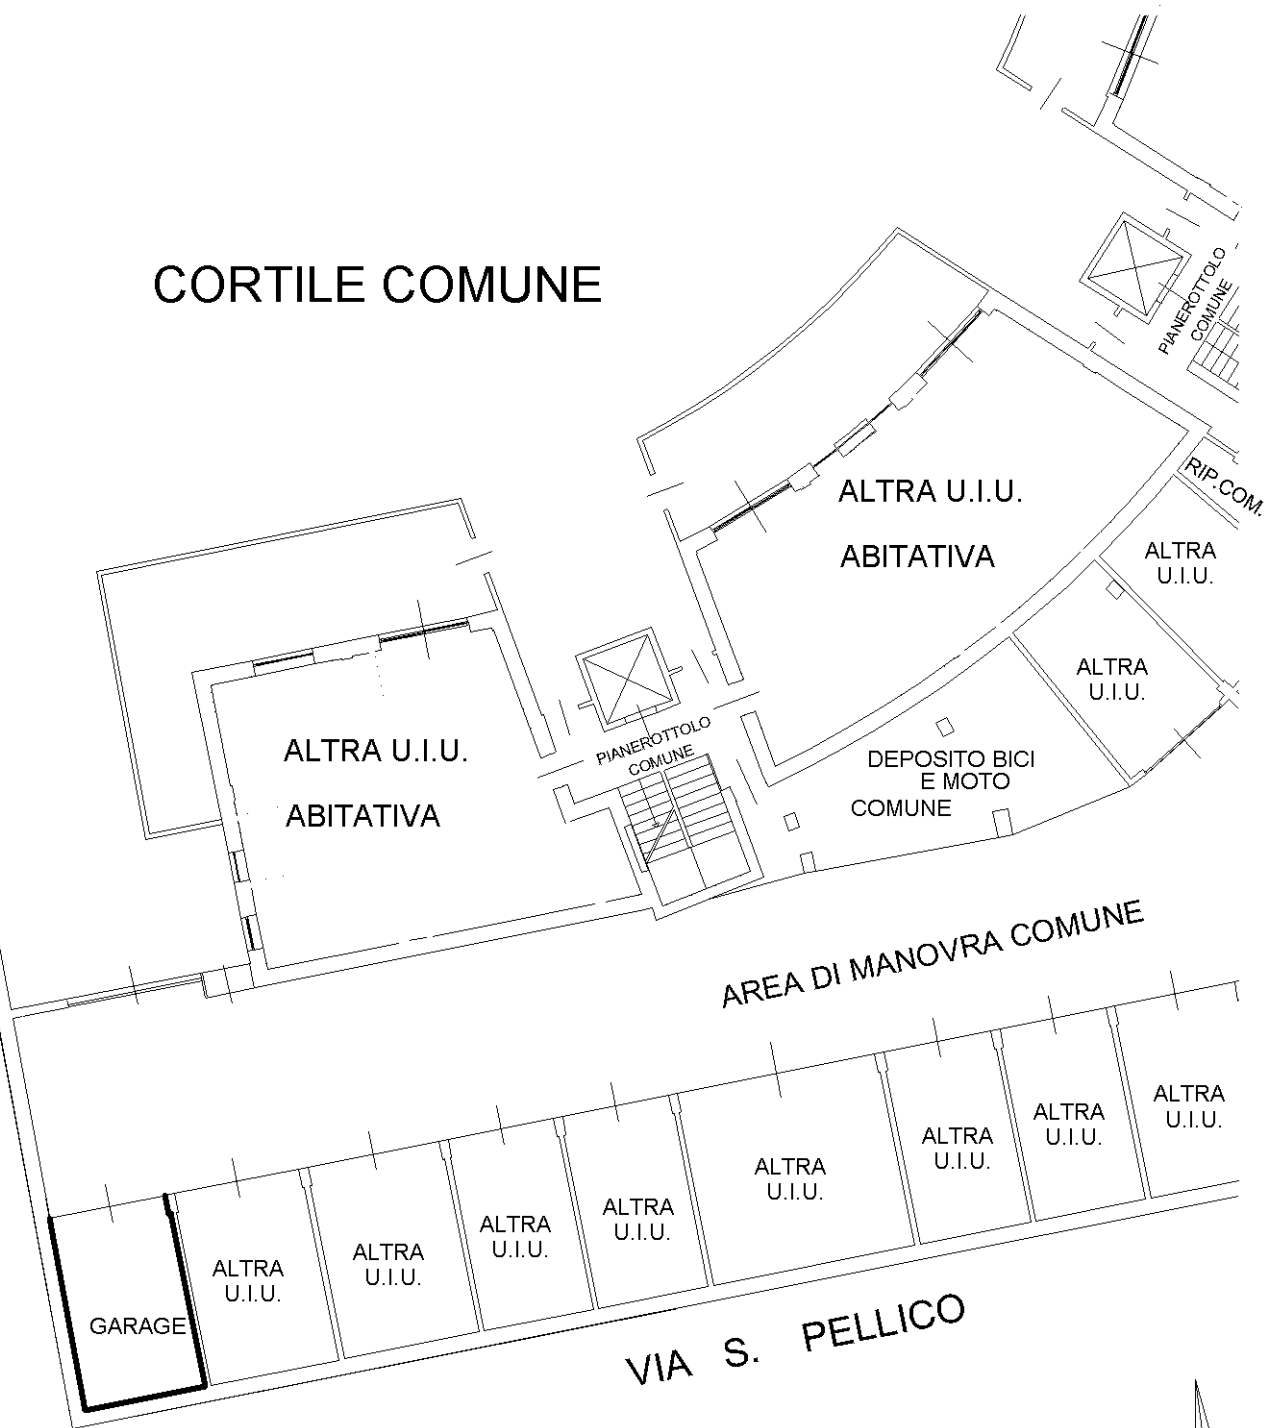 CORTILE COMUNE
PIANEROTTOLO
COMUNE
RIP.COM.
ALTRA U.I.U.
ABITATIVA
ALTRA
U.I.U.
ALTRA
U.I.U.
ALTRA U.I.U.
ABITATIVA
PIANEROTTOLO
COMUNE
DEPOSITO BICI
E MOTO
COMUNE
AREA DI MANOVRA COMUNE
GARAGE
ALTRA
U.I.U.
ALTRA
U.I.U.
ALTRA
U.I.U.
ALTRA
U.I.U.
ALTRA
U.I.U.
ALTRA
U.I.U.
ALTRA
U.I.U.
ALTRA
U.I.U.
VIA S. PELLICO